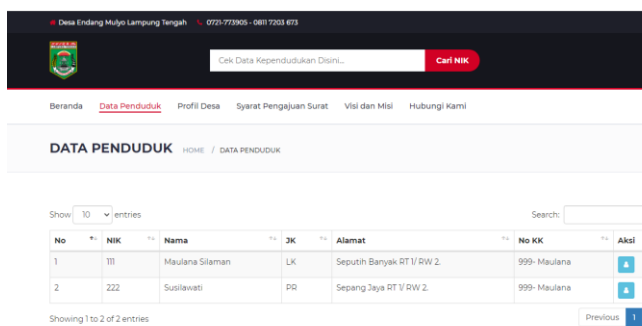 Desa Endang Mulyo Lampung Tengah 0721-773905 - 0811 7203 673
Cek Data Kependudukan Disini... Cari NIK
Beranda Data Penduduk Profil Desa Syarat Pengajuan Surat Visi dan Misi Hubungi Kami
DATA PENDUDUK HOME / DATA PENDUDUK
Show 10 entries Search:
No NIK Nama JK Alamat No KK Aksi
1 111 Maulana Silaman LK Seputih Banyak RT 1/ RW 2. 999- Maulana
2 222 Susilawati PR Sepang Jaya RT 1/ RW 2. 999- Maulana
Showing 1 to 2 of 2 entries Previous 1